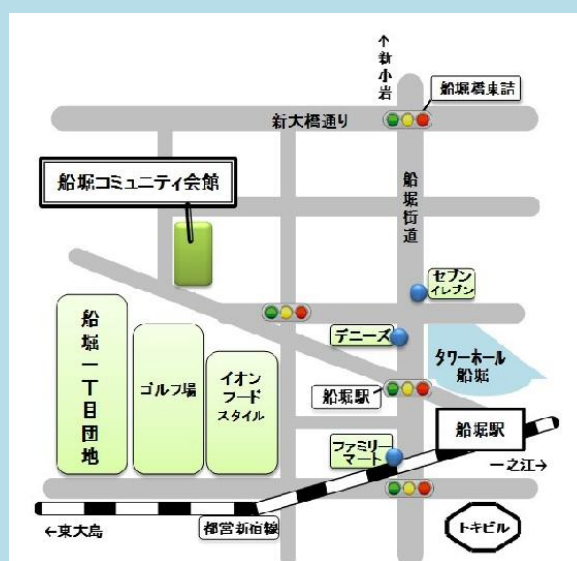 ↑新小岩
船堀橋東詰
新大橋通り
船堀コミュニティ会館
船堀街道
セブン
イレブン
船堀一丁目団地
ゴルフ場
イオン
フード
スタイル
デニーズ
タワーホール
船堀
船堀駅
船堀駅
ファミリー
マート
一之江→
←東大島
都営新宿線
トキビル